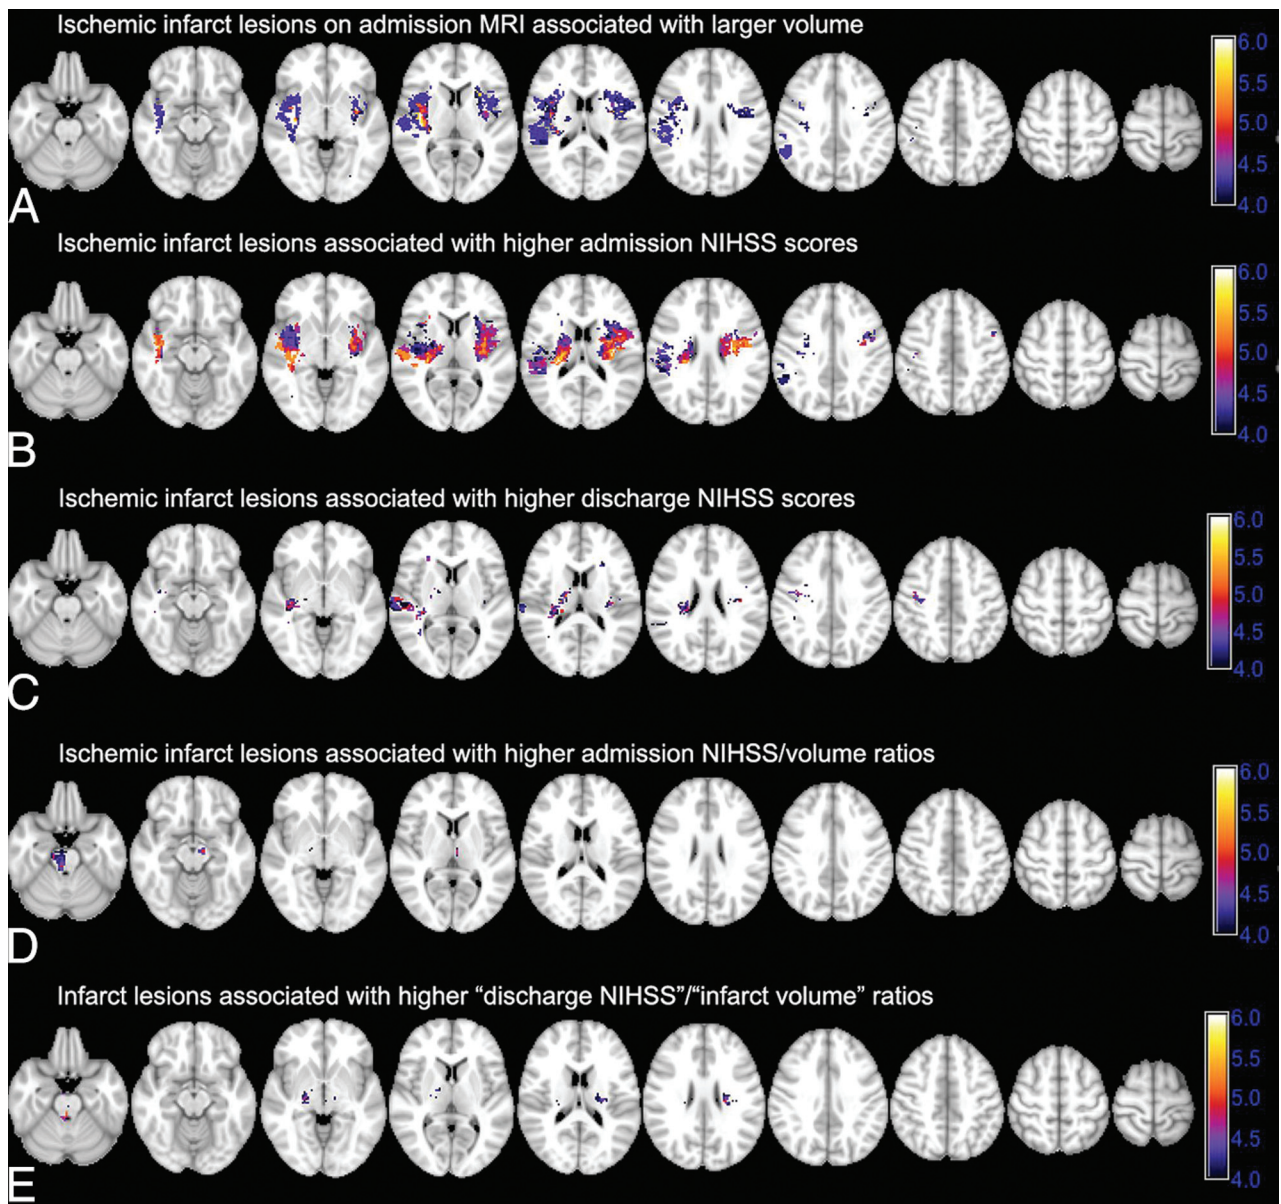 Ischemic infarct lesions on admission MRI associated with larger volume
6.0
5.5
5.0
4.5
4.0
A
Ischemic infarct lesions associated with higher admission NIHSS scores
6.0
5.5
5.0
4.5
4.0
B
Ischemic infarct lesions associated with higher discharge NIHSS scores
6.0
5.5
5.0
4.5
4.0
C
Ischemic infarct lesions associated with higher admission NIHSS/volume ratios
6.0
5.5
5.0
4.5
4.0
D
Infarct lesions associated with higher “discharge NIHSS”/“infarct volume” ratios
6.0
5.5
5.0
4.5
4.0
E